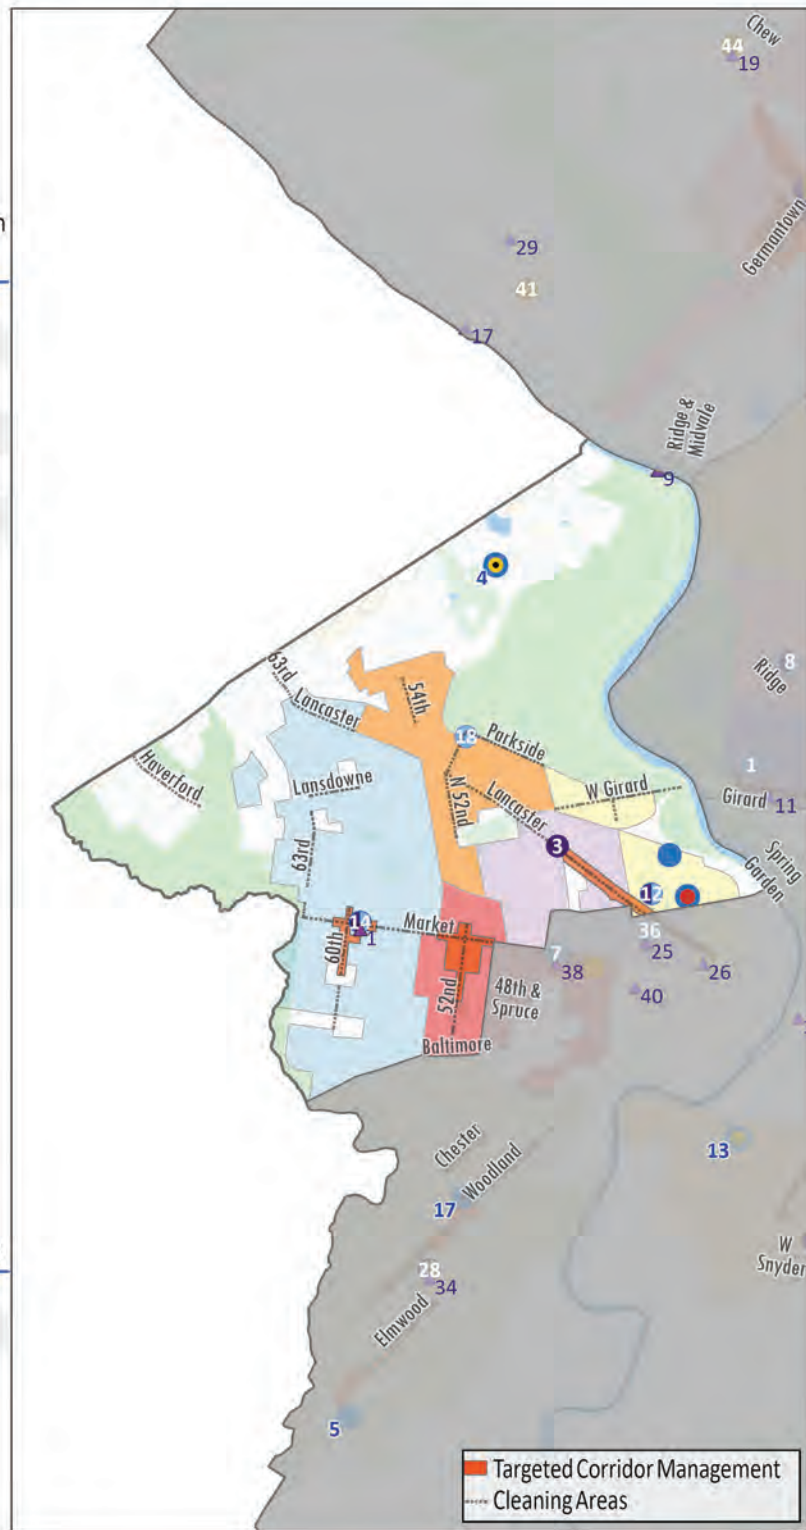 Chew
44
19
n
Germantown
29
41
17
Ridge &
Midvale
9
4
8
63rd
Lancaster
54th
Ridge
18
Parkside
Haverford
Lansdowne
N 52nd
Lancaster
W Girard
1
Girard
11
63rd
3
Spring
Garden
12
14
1
Market
36
25
60th
7
38
26
52nd
48th &
Spruce
40
Baltimore
13
Chester
Woodland
17
W
Snyder
28
34
Elmwood
5
Targeted Corridor Management
Cleaning Areas